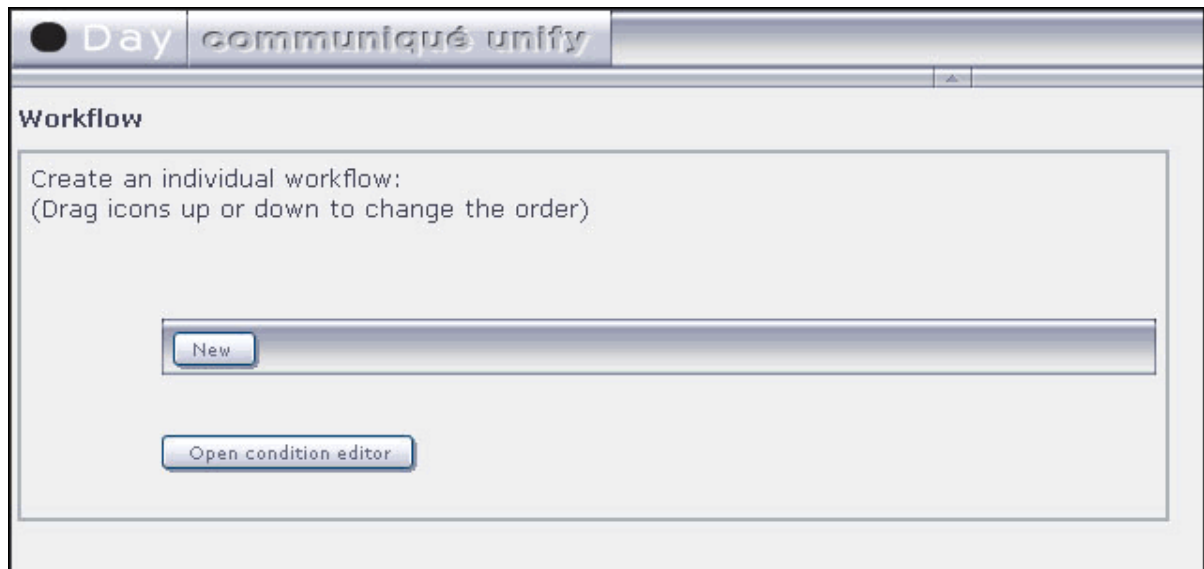 Day communiqué unify
Workflow
Create an individual workflow:
(Drag icons up or down to change the order)
New
Open condition editor